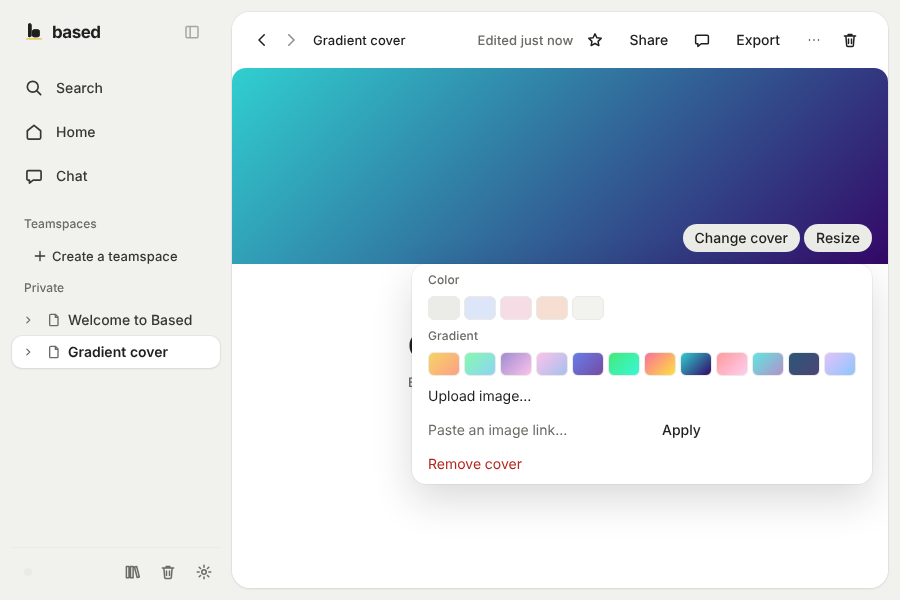 based
Search
Home
Chat
Teamspaces
Create a teamspace
Private
Welcome to Based
Gradient cover
Gradient cover
Edited just now
Share
Export
Change cover
Resize
Color
Gradient
Upload image...
Paste an image link...
Apply
Remove cover